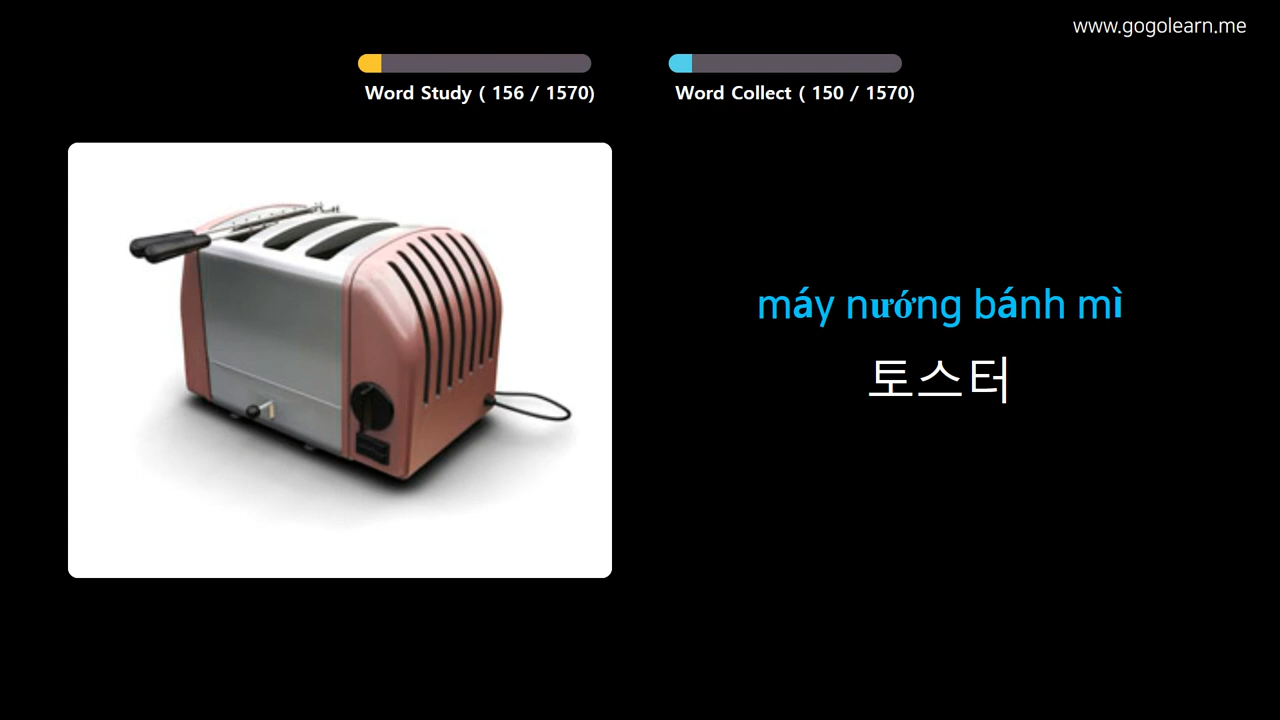 www.gogolearn.me
Word Study ( 156 / 1570)
Word Collect ( 150 / 1570)
máy nướng bánh mì
토스터